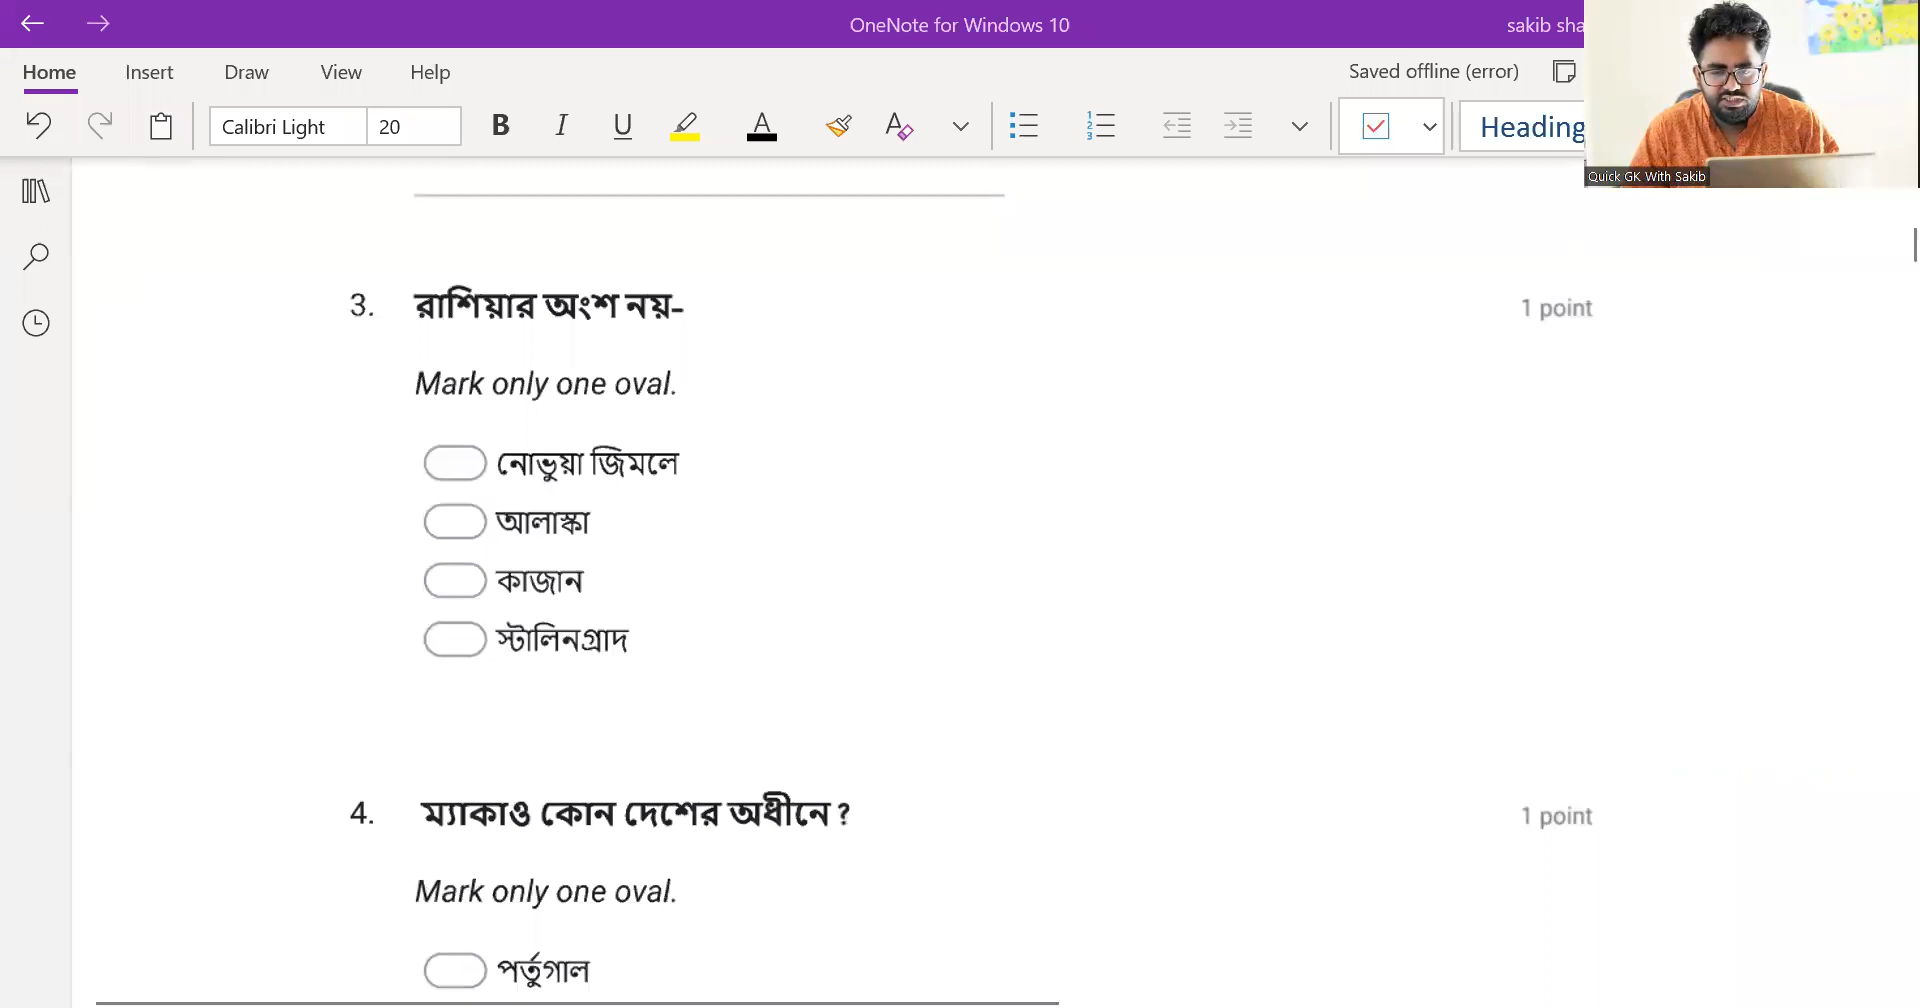 OneNote for Windows 10
sakib sha
Home Insert Draw View Help
Saved offline (error)
Calibri Light 20 B I U A A
Heading
Quick GK With Sakib
3. রাশিয়ার অংশ নয়- 1 point
Mark only one oval.
নোভুয়া জিমলে
আলাস্কা
কাজান
স্টালিনগ্রাদ
4. ম্যাকাও কোন দেশের অধীনে ? 1 point
Mark only one oval.
পর্তুগাল